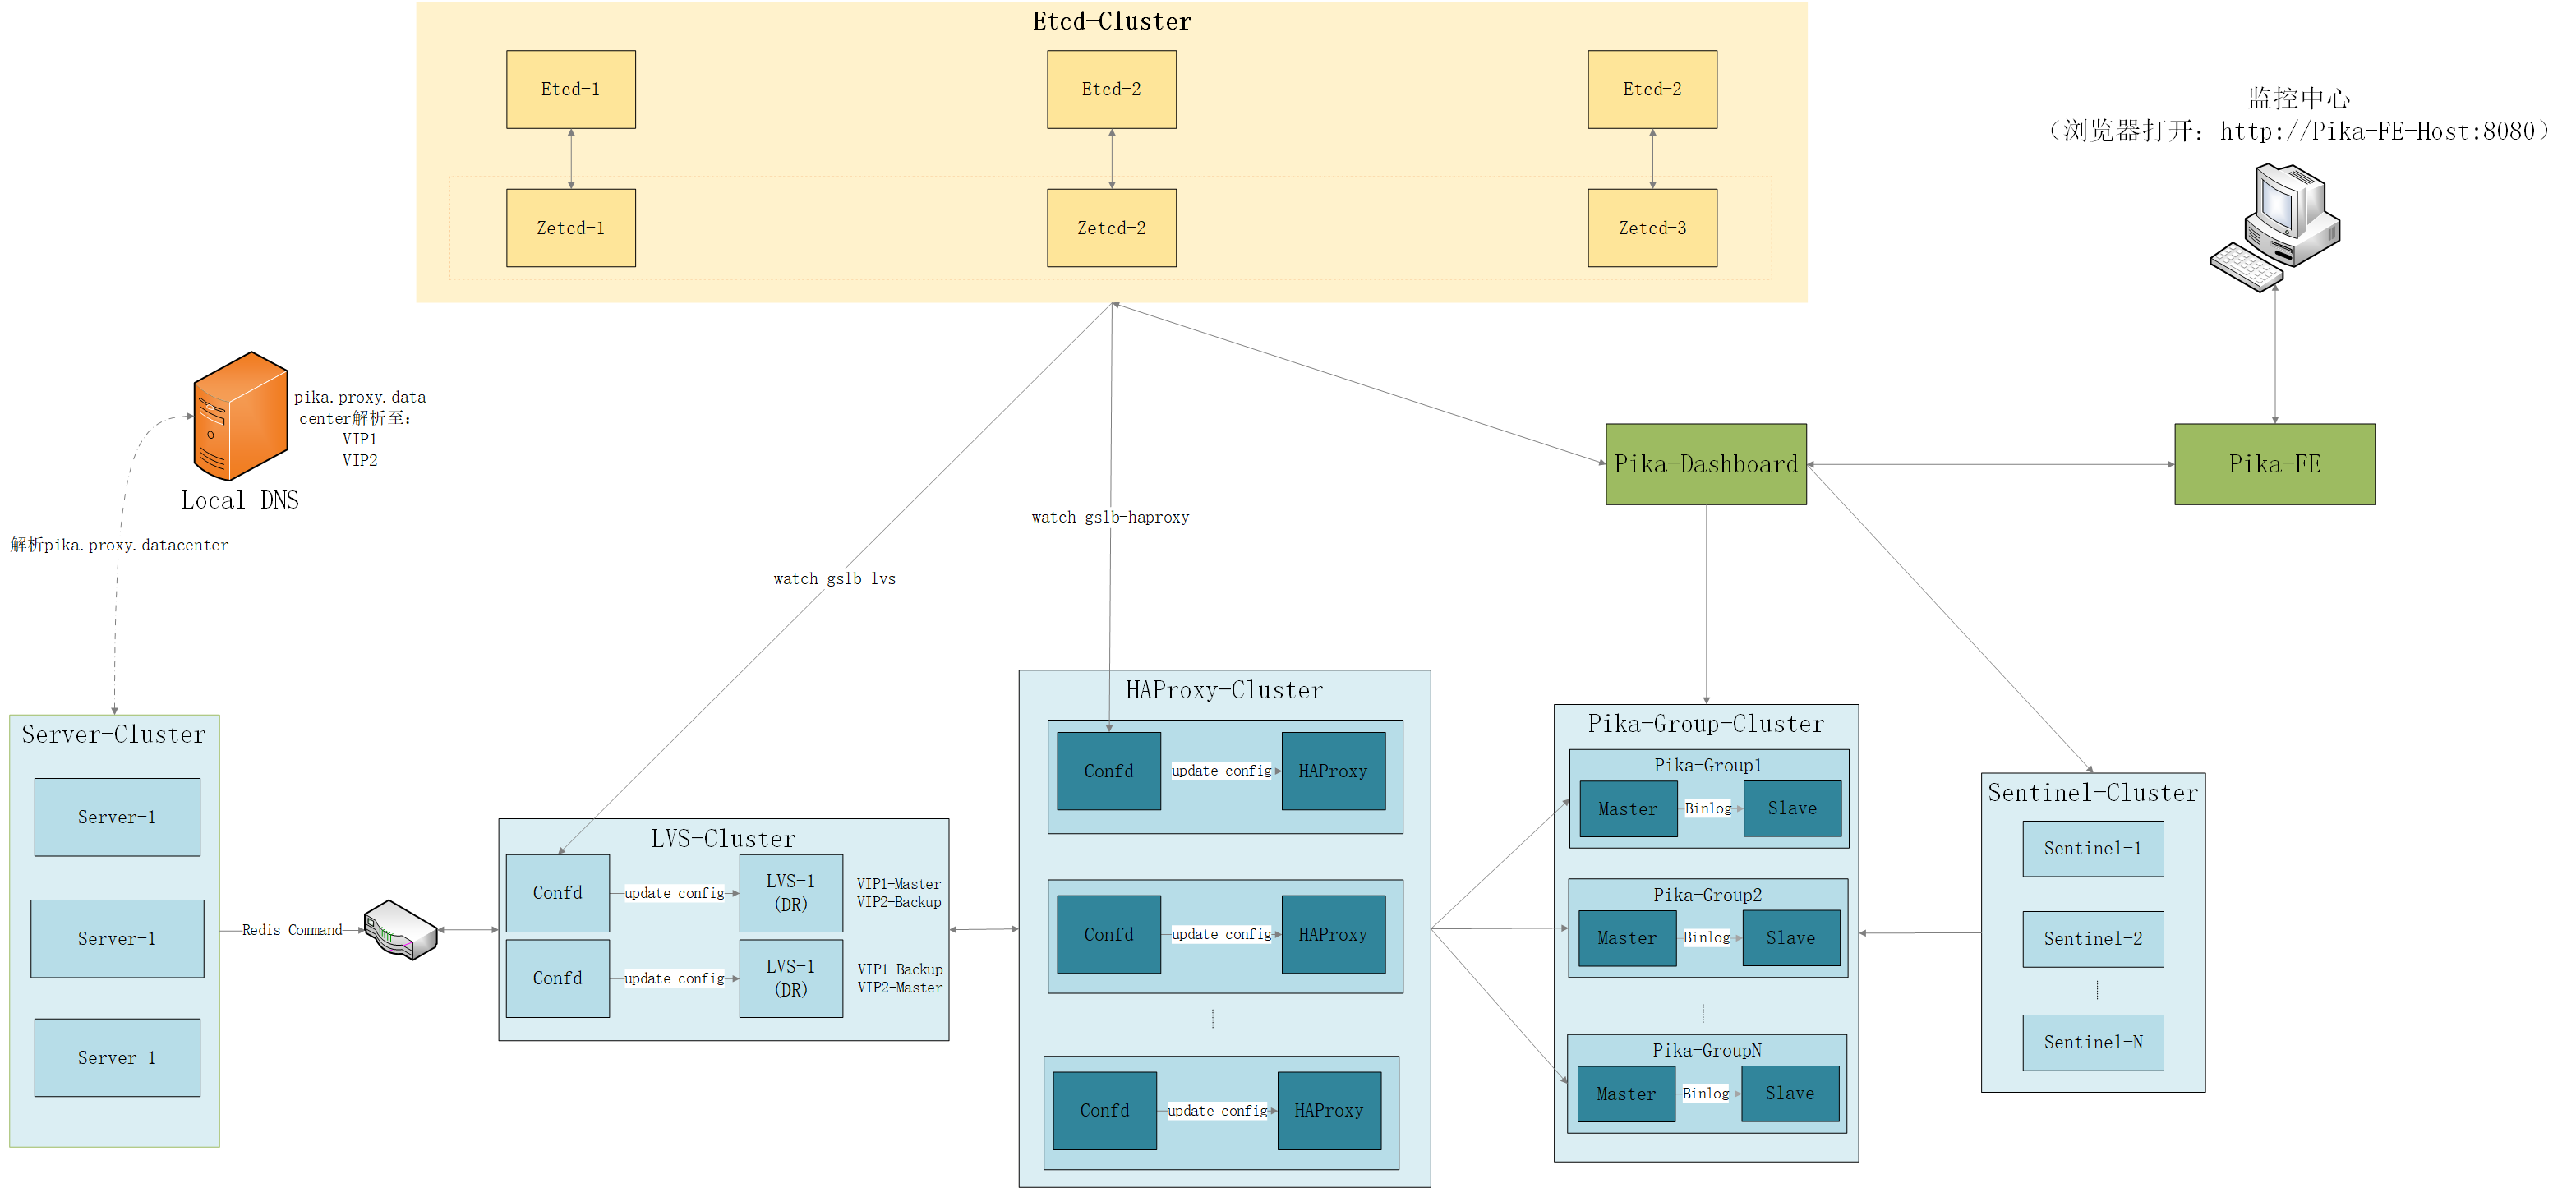 Etcd-Cluster
Etcd-1
Etcd-2
Etcd-2
Zetcd-1
Zetcd-2
Zetcd-3
监控中心
（浏览器打开：http://Pika-FE-Host:8080）
pika.proxy.data
center解析至：
VIP1
VIP2
Local DNS
解析pika.proxy.datacenter
watch gslb-lvs
watch gslb-haproxy
Pika-Dashboard
Pika-FE
Server-Cluster
Server-1
Server-1
Server-1
Redis Command
LVS-Cluster
Confd
update config
LVS-1
(DR)
VIP1-Master
VIP2-Backup
Confd
update config
LVS-1
(DR)
VIP1-Backup
VIP2-Master
HAProxy-Cluster
Confd
update config
HAProxy
Confd
update config
HAProxy
Confd
update config
HAProxy
Pika-Group-Cluster
Pika-Group1
Master
Binlog
Slave
Pika-Group2
Master
Binlog
Slave
Pika-GroupN
Master
Binlog
Slave
Sentinel-Cluster
Sentinel-1
Sentinel-2
Sentinel-N